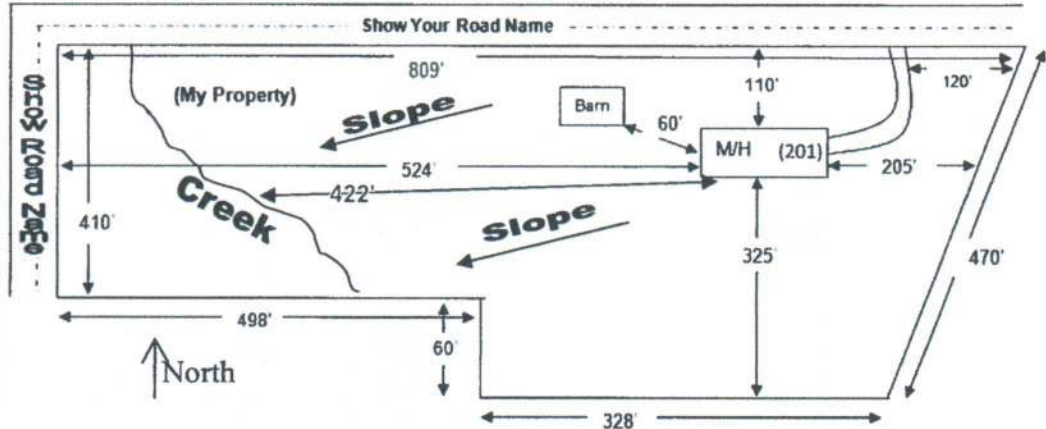 Show Your Road Name
Show Road Name
809'
110'
120'
(My Property)
Slope
Barn
60'
M/H (201)
524'
205'
422'
Creek
410'
Slope
325'
470'
498'
60'
North
328'